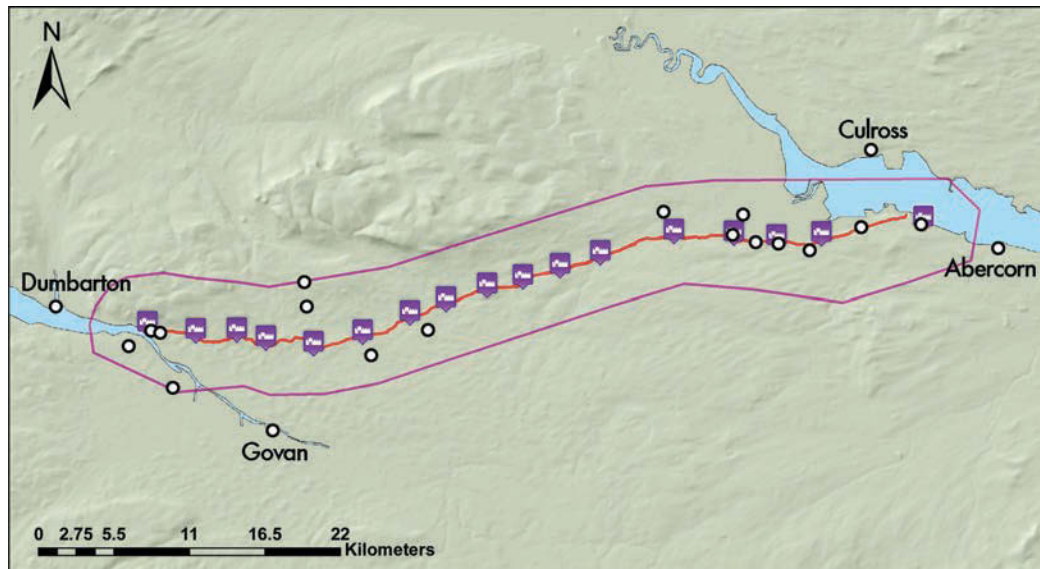 N
Culross
Dumbarton
Abercorn
Govan
0 2.75 5.5 11 16.5 22
Kilometers